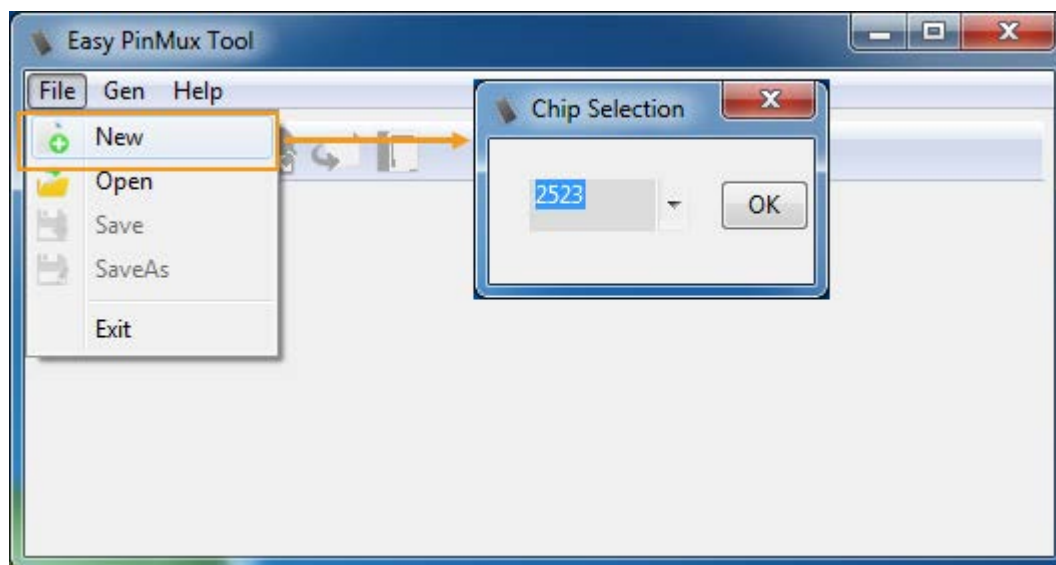 Easy PinMux Tool
File Gen Help
New
Open
Save
SaveAs
Exit
Chip Selection
2523
OK